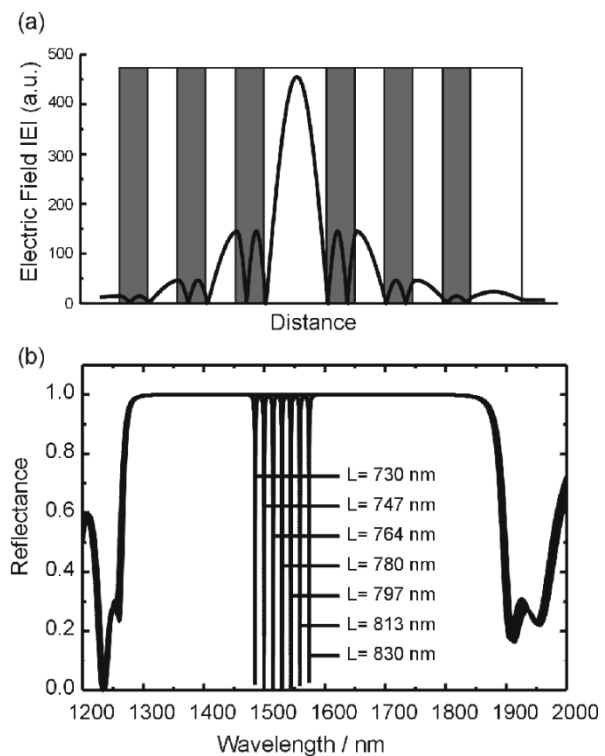 (a)
Electric Field |E| (a.u.)
500
400
300
200
100
0
Distance
(b)
Reflectance
1.0
0.8
0.6
0.4
0.2
0.0
L= 730 nm
L= 747 nm
L= 764 nm
L= 780 nm
L= 797 nm
L= 813 nm
L= 830 nm
1200 1300 1400 1500 1600 1700 1800 1900 2000
Wavelength / nm